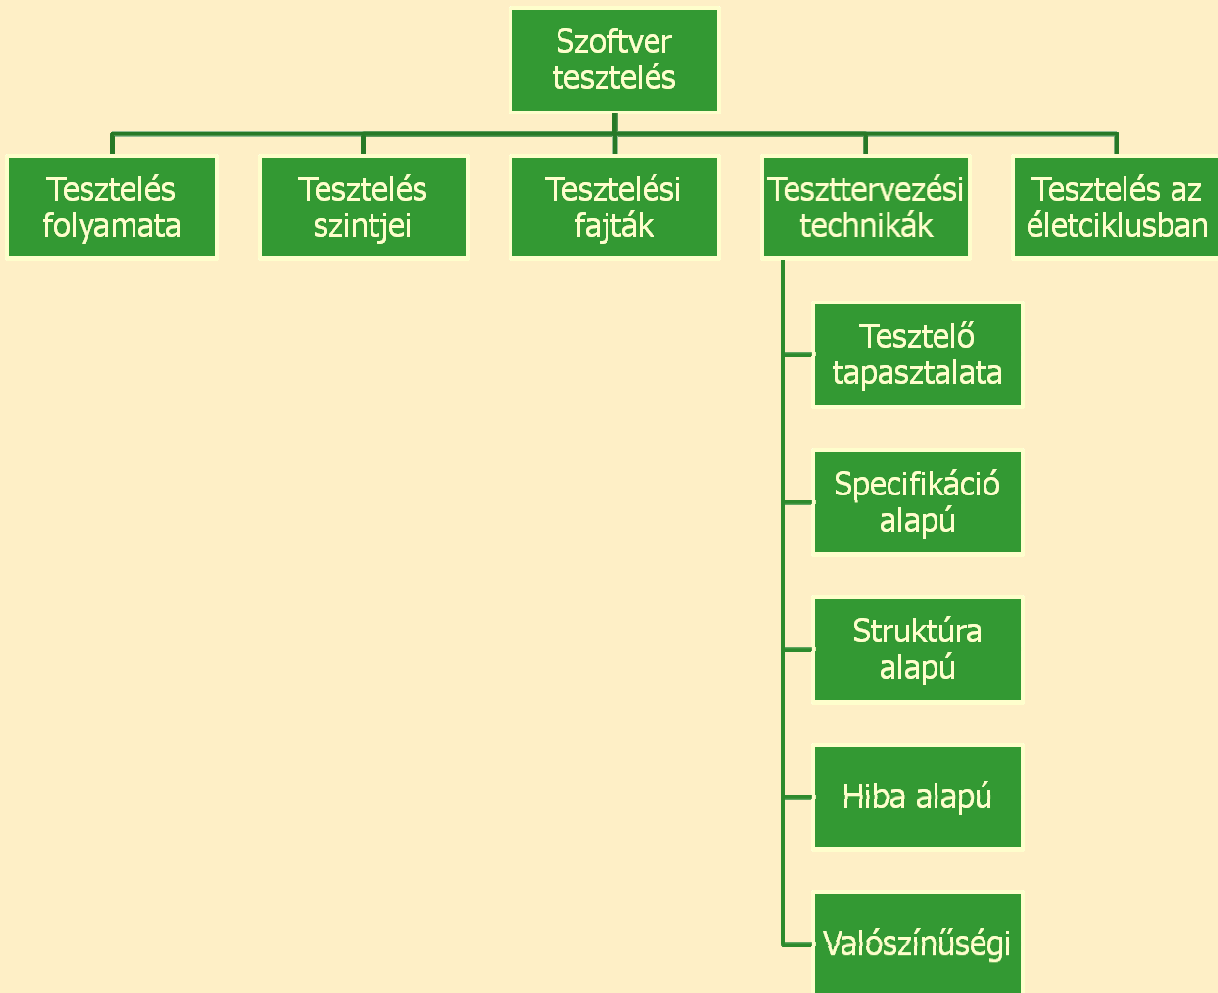 Szoftver
tesztelés
Tesztelés
folyamata
Tesztelés
szintjei
Tesztelési
fajták
Teszttervezési
technikák
Tesztelés az
életciklusban
Tesztelő
tapasztalata
Specifikáció
alapú
Struktúra
alapú
Hiba alapú
Valószínűségi